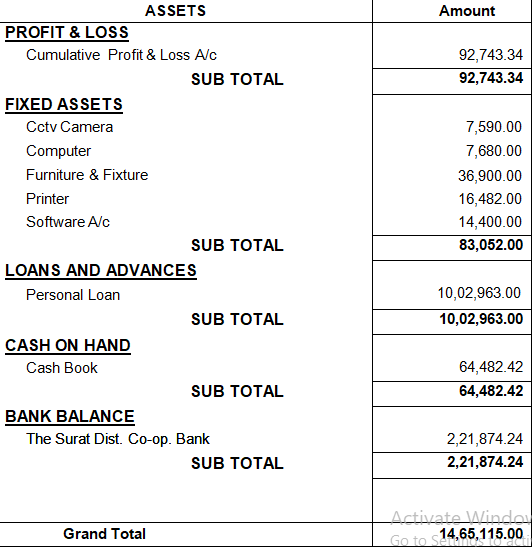 ASSETS Amount
PROFIT & LOSS
Cumulative Profit & Loss A/c 92,743.34
SUB TOTAL 92,743.34
FIXED ASSETS
Cctv Camera 7,590.00
Computer 7,680.00
Furniture & Fixture 36,900.00
Printer 16,482.00
Software A/c 14,400.00
SUB TOTAL 83,052.00
LOANS AND ADVANCES
Personal Loan 10,02,963.00
SUB TOTAL 10,02,963.00
CASH ON HAND
Cash Book 64,482.42
SUB TOTAL 64,482.42
BANK BALANCE
The Surat Dist. Co-op. Bank 2,21,874.24
SUB TOTAL 2,21,874.24
Activate Window
Grand Total 14,65,115.00
Go to Settings to acti